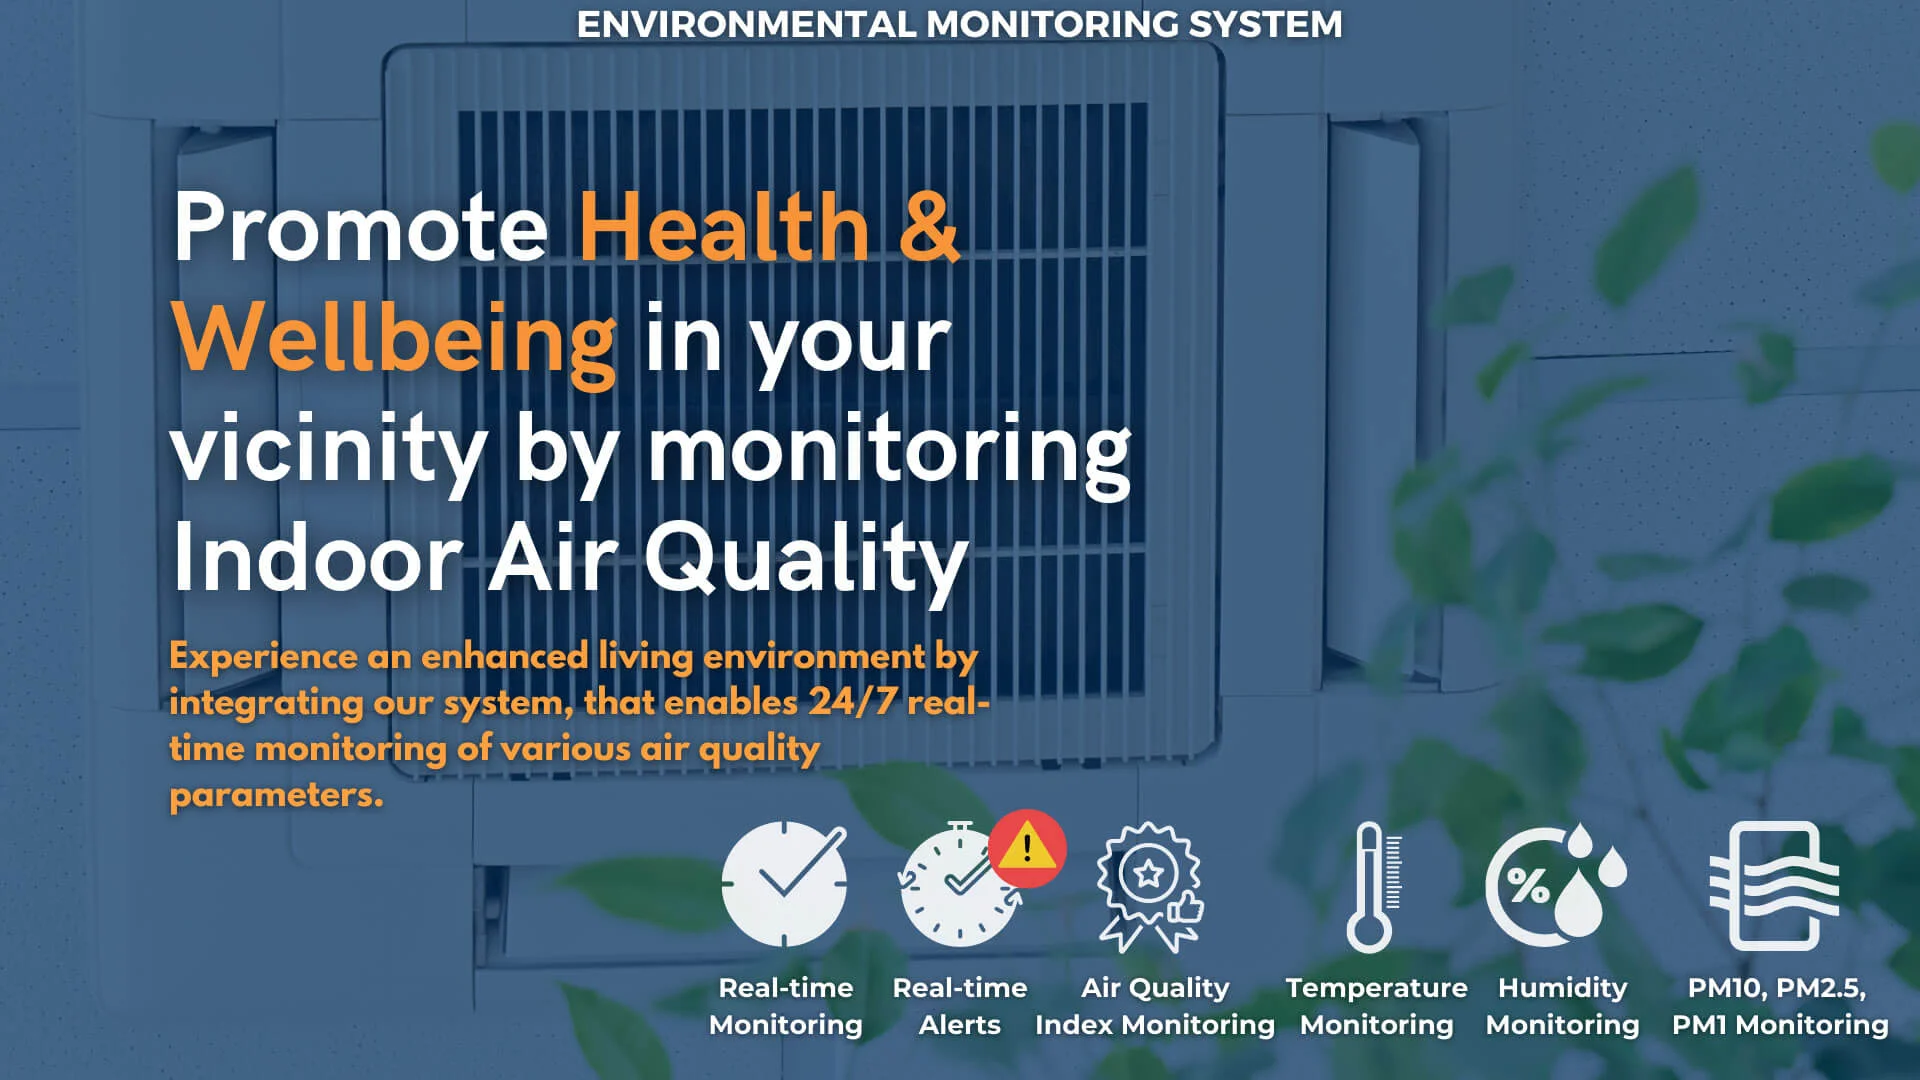 ENVIRONMENTAL MONITORING SYSTEM
Promote Health &
Wellbeing in your
vicinity by monitoring
Indoor Air Quality
Experience an enhanced living environment by
integrating our system, that enables 24/7 real-
time monitoring of various air quality
parameters.
!
%
Real-time
Monitoring
Real-time
Alerts
Air Quality
Index Monitoring
Temperature
Monitoring
Humidity
Monitoring
PM10, PM2.5,
PM1 Monitoring